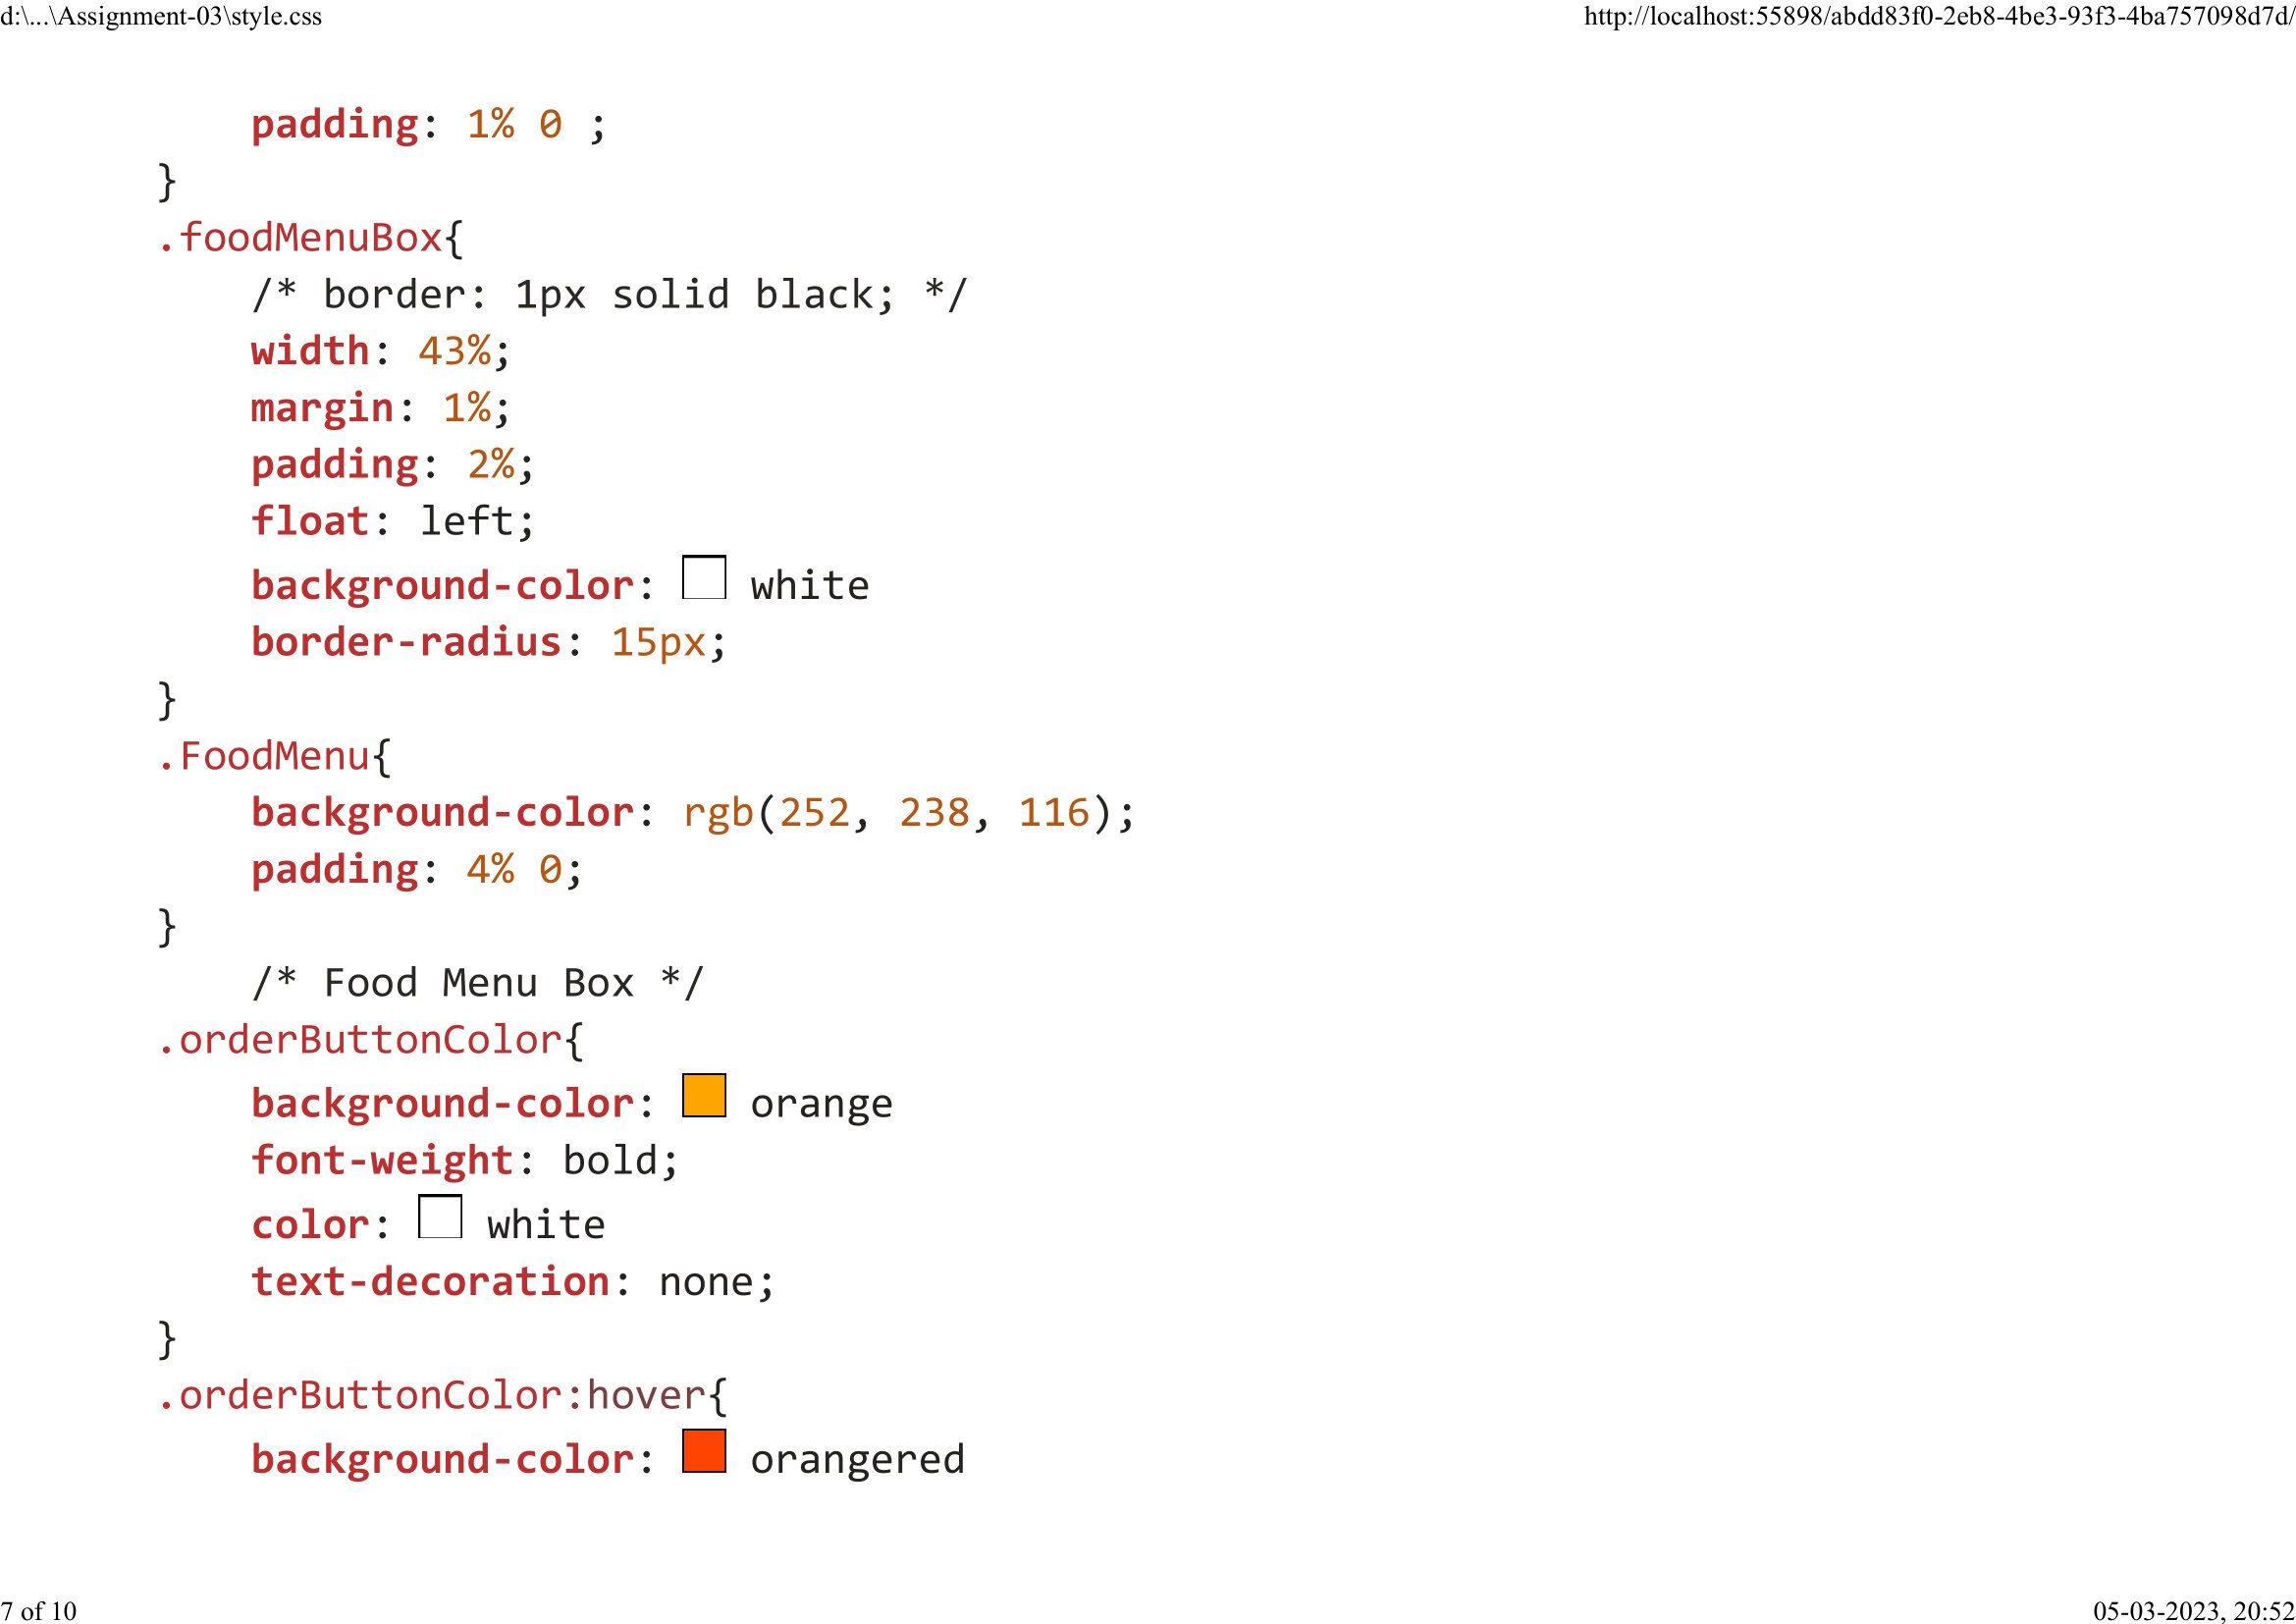 d:\...\Assignment-03\style.css http://localhost:55898/abdd83f0-2eb8-4be3-93f3-4ba757098d7d/
padding: 1% 0 ;
}
.foodMenuBox{
/* border: 1px solid black; */
width: 43%;
margin: 1%;
padding: 2%;
float: left;
background-color: white
border-radius: 15px;
}
.FoodMenu{
background-color: rgb(252, 238, 116);
padding: 4% 0;
}
/* Food Menu Box */
.orderButtonColor{
background-color: orange
font-weight: bold;
color: white
text-decoration: none;
}
.orderButtonColor:hover{
background-color: orangered
7 of 10 05-03-2023, 20:52